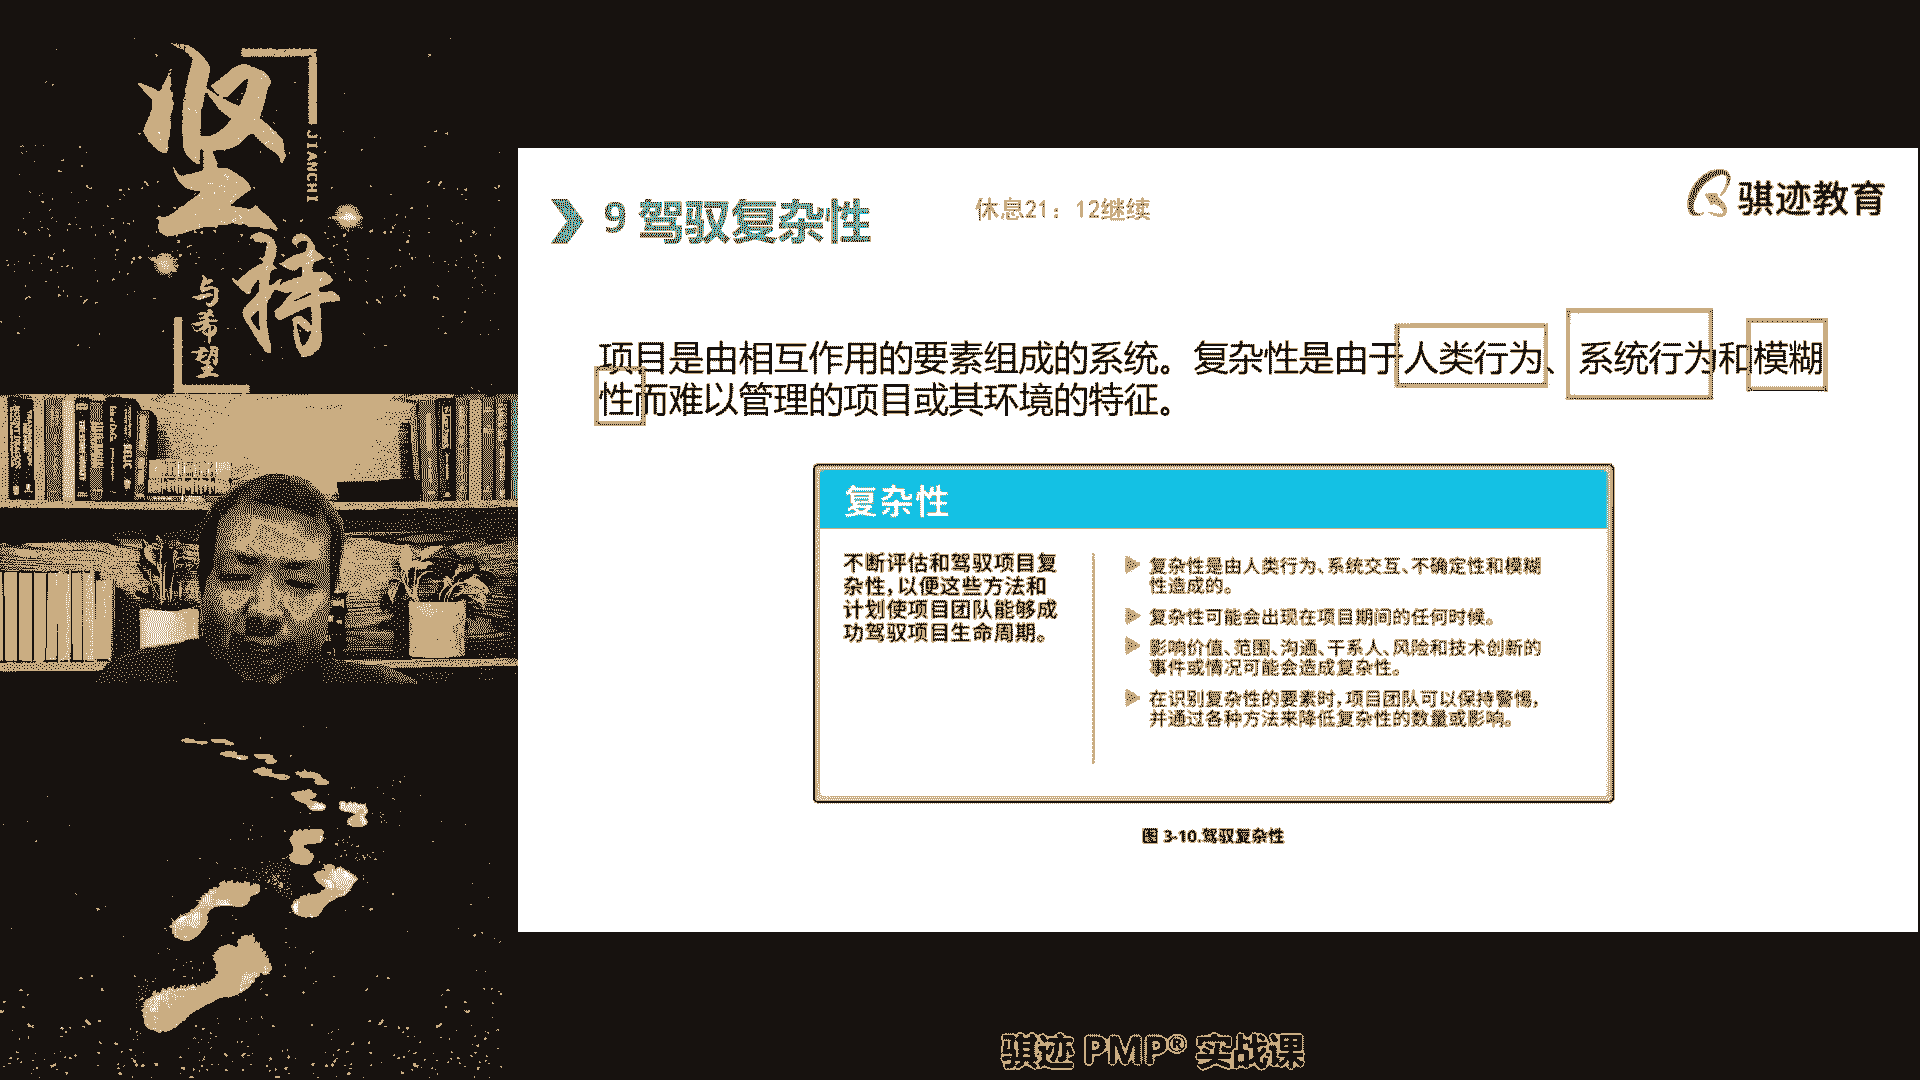 坚
持
JIANCHI
与
希
望
9 驾驭复杂性
休息21：12继续
骐迹教育
项目是由相互作用的要素组成的系统。复杂性是由于人类行为、系统行为和模糊
性而难以管理的项目或其环境的特征。
复杂性
不断评估和驾驭项目复
杂性，以便这些方法和
计划使项目团队能够成
功驾驭项目生命周期。
复杂性是由人类行为、系统交互、不确定性和模糊
性造成的。
复杂性可能会出现在项目期间的任何时候。
影响价值、范围、沟通、干系人、风险和技术创新的
事件或情况可能会造成复杂性。
在识别复杂性的要素时，项目团队可以保持警惕，
并通过各种方法来降低复杂性的数量或影响。
图 3-10.驾驭复杂性
骐迹 PMP® 实战课